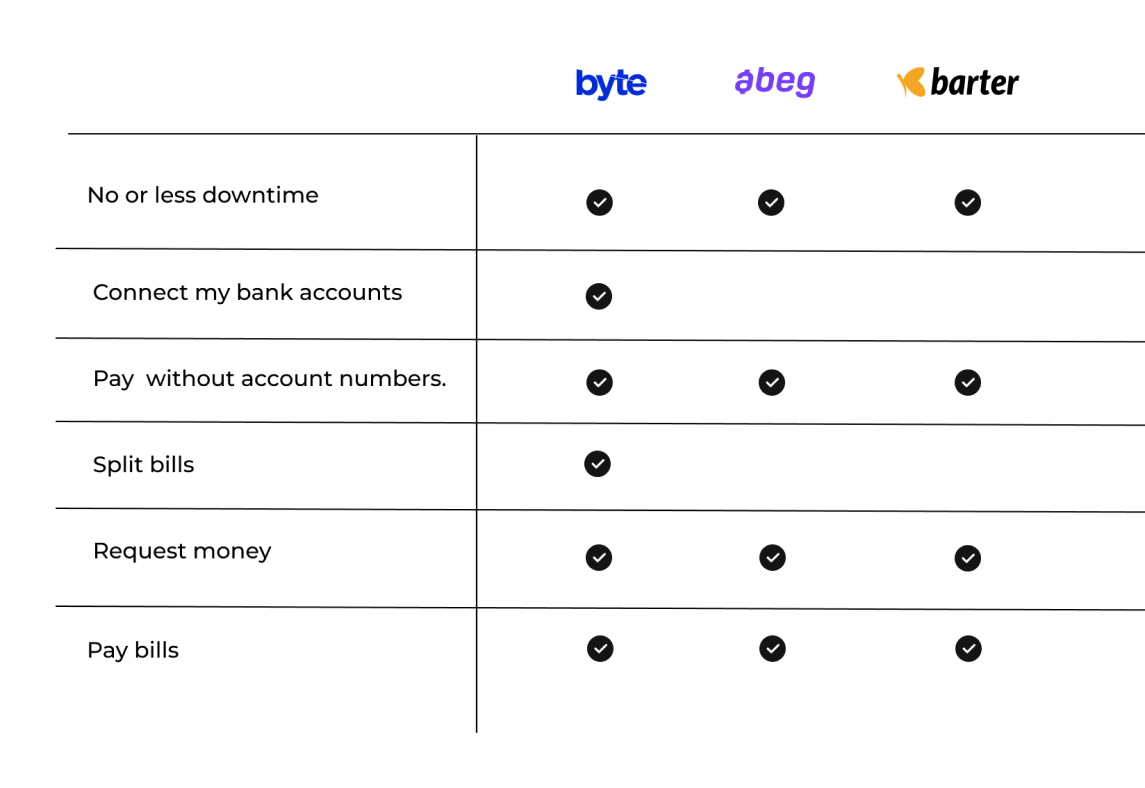 byte abeg barter
No or less downtime
Connect my bank accounts
Pay  without account numbers.
Split bills
Request money
Pay bills